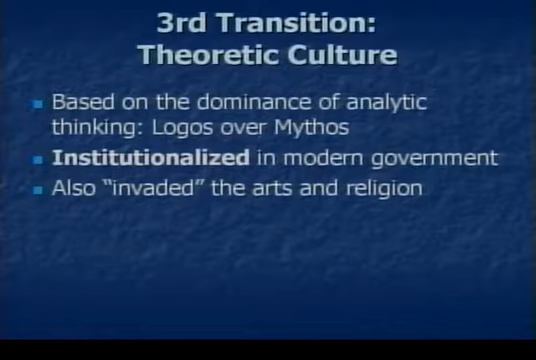 3rd Transition:
Theoretic Culture
Based on the dominance of analytic
thinking: Logos over Mythos
Institutionalized in modern government
Also “invaded” the arts and religion